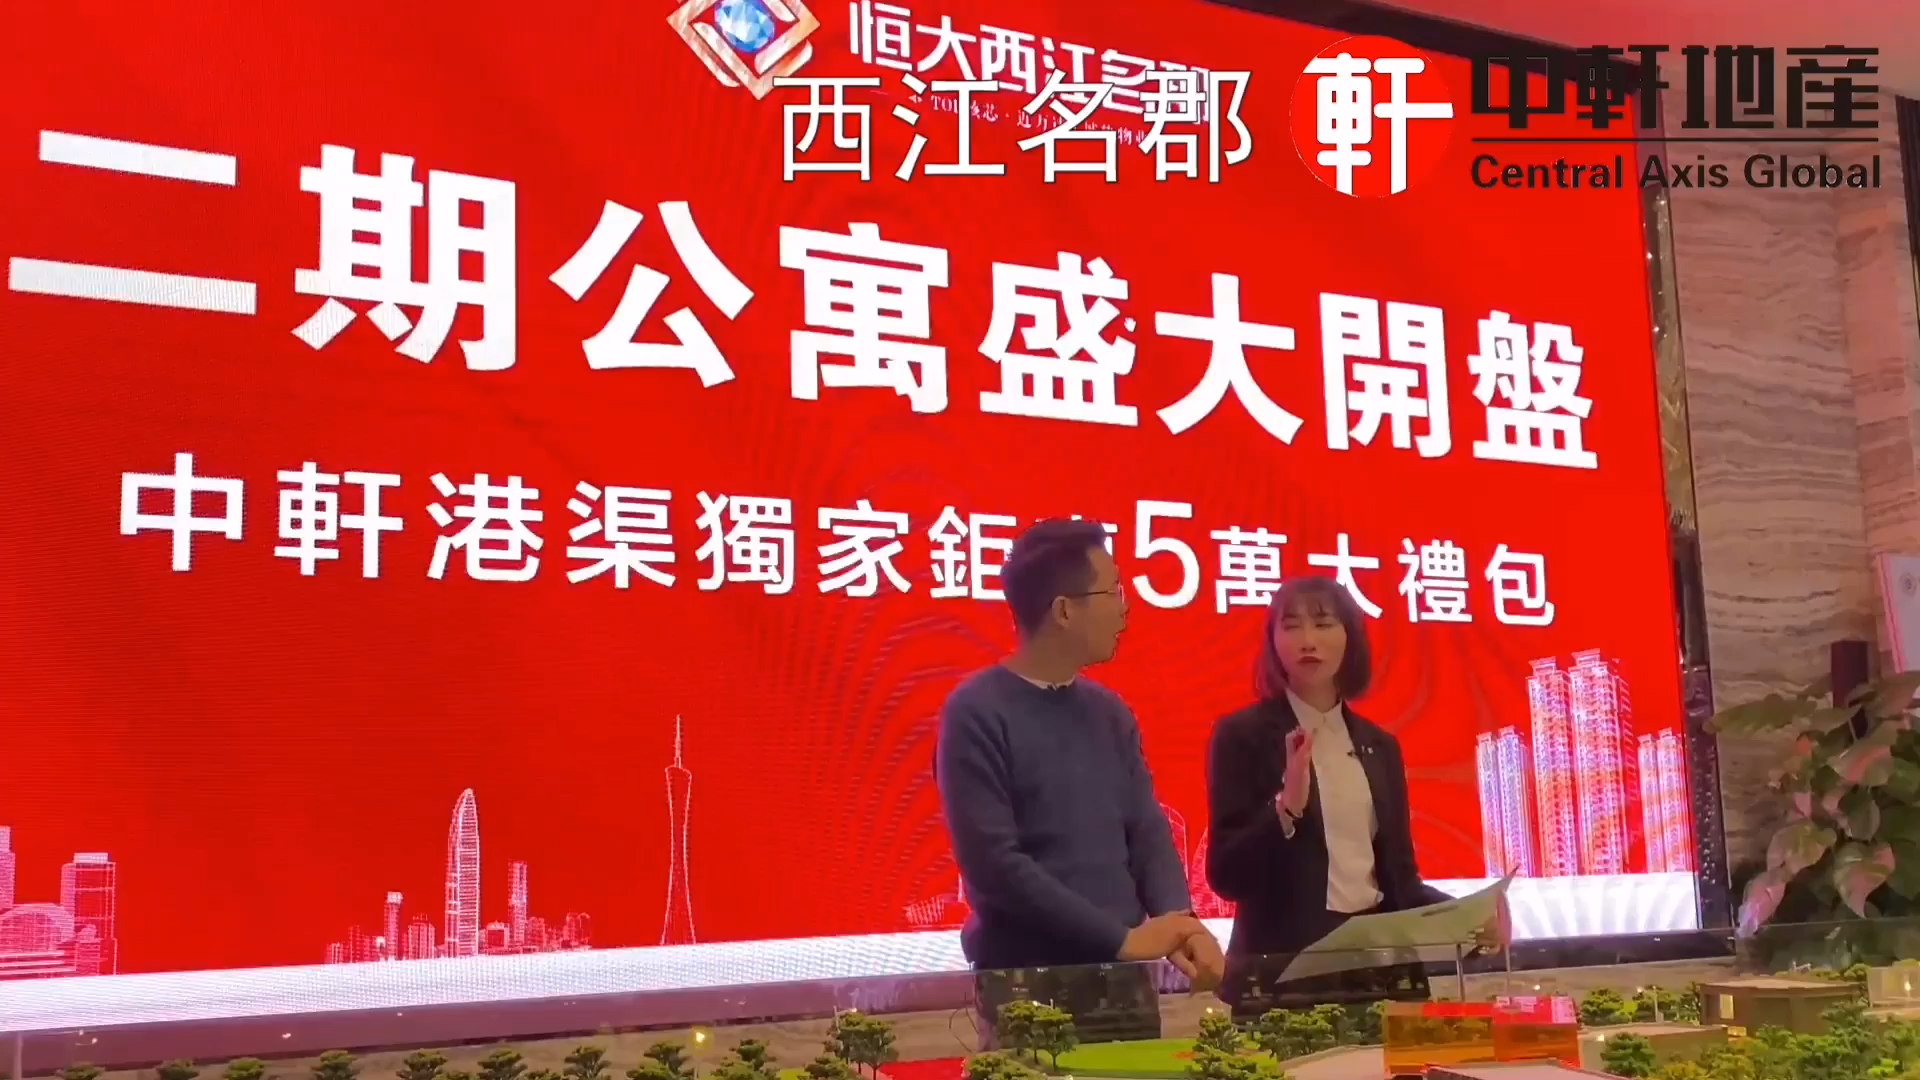 恒大西江名郡
西江名郡
軒
中軒地産
Central Axis Global
二期公寓盛大開盤
中軒港渠獨家鉅 5萬大禮包